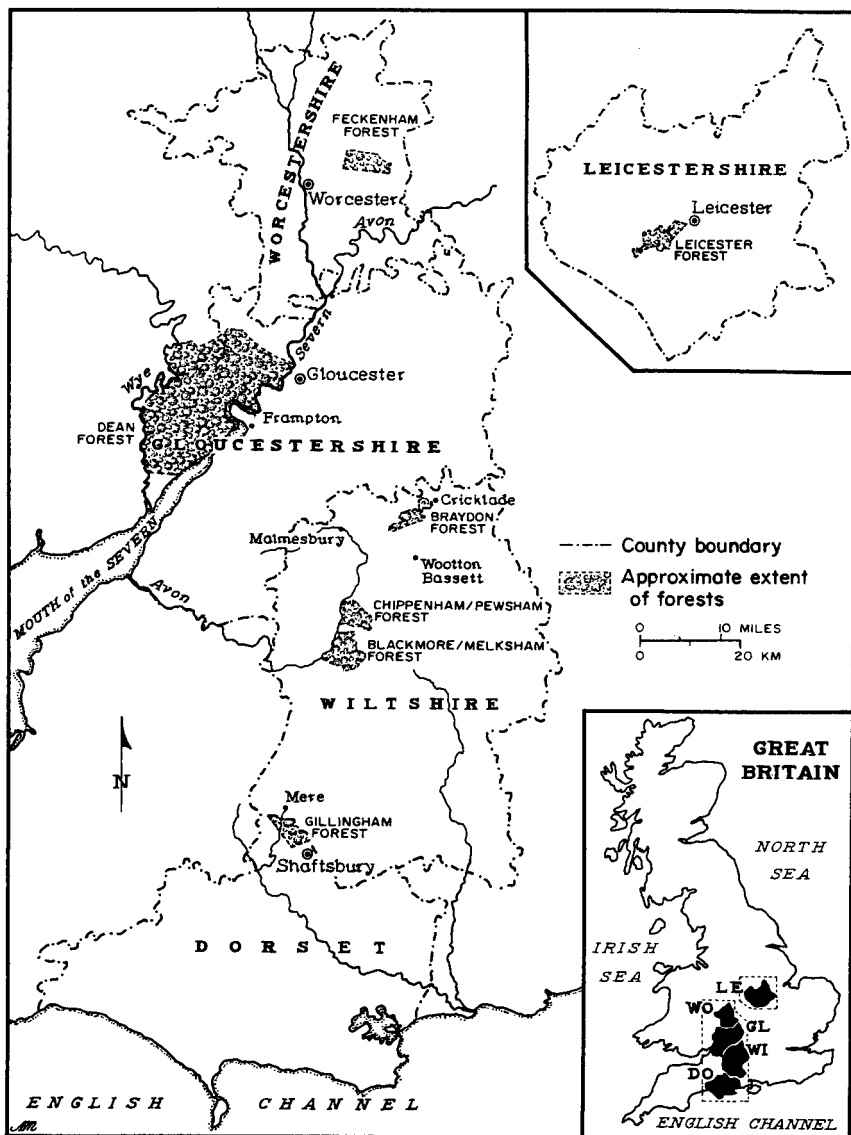 WORCESTERSHIRE
FECKENHAM
FOREST
Worcester
Avon
Severn
Wye
Gloucester
DEAN
FOREST
Frampton
GLOUCESTERSHIRE
Cricklade
BRAYDON
FOREST
Malmesbury
Wootton
Bassett
MOUTH of the SEVERN
Avon
CHIPPENHAM/PEWSHAM
FOREST
BLACKMORE/MELKSHAM
FOREST
WILTSHIRE
N
Mere
GILLINGHAM
FOREST
Shaftsbury
DORSET
ENGLISH CHANNEL
LEICESTERSHIRE
Leicester
LEICESTER
FOREST
County boundary
Approximate extent
of forests
0 10 MILES
0 20 KM
GREAT
BRITAIN
NORTH
SEA
IRISH
SEA
LE
WO
GL
WI
DO
ENGLISH CHANNEL